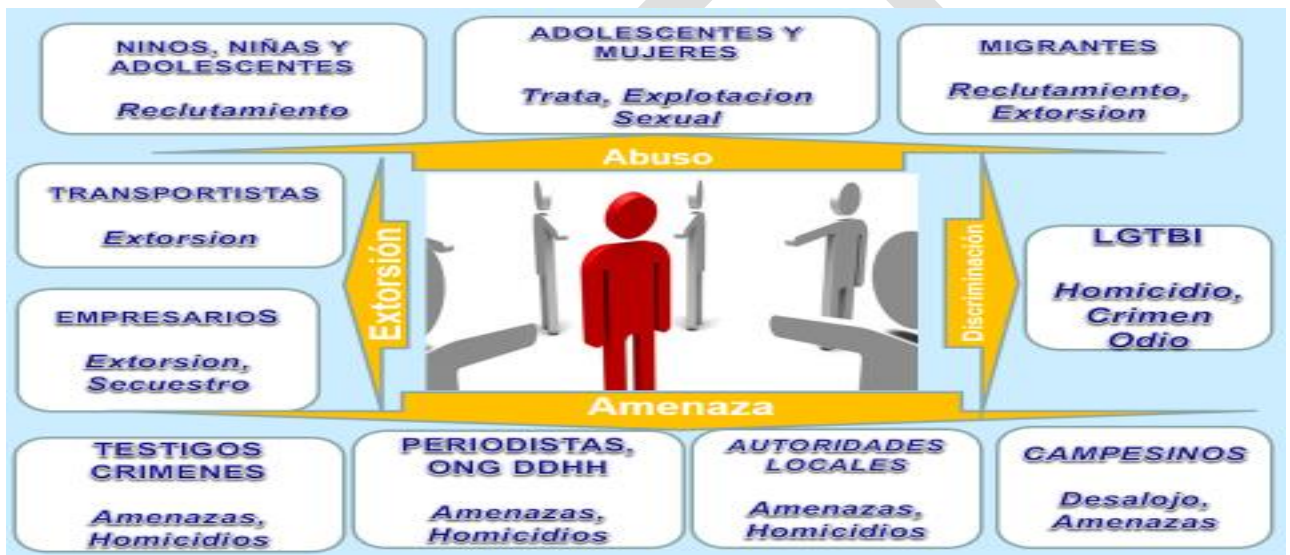 NINOS, NIÑAS Y
ADOLESCENTES
Reclutamiento
ADOLESCENTES Y
MUJERES
Trata, Explotacion
Sexual
MIGRANTES
Reclutamiento,
Extorsion
Abuso
TRANSPORTISTAS
Extorsion
EMPRESARIOS
Extorsion,
Secuestro
Extorsión
Discriminación
LGTBI
Homicidio,
Crimen
Odio
Amenaza
TESTIGOS
CRIMENES
Amenazas,
Homicidios
PERIODISTAS,
ONG DDHH
Amenazas,
Homicidios
AUTORIDADES
LOCALES
Amenazas,
Homicidios
CAMPESINOS
Desalojo,
Amenazas